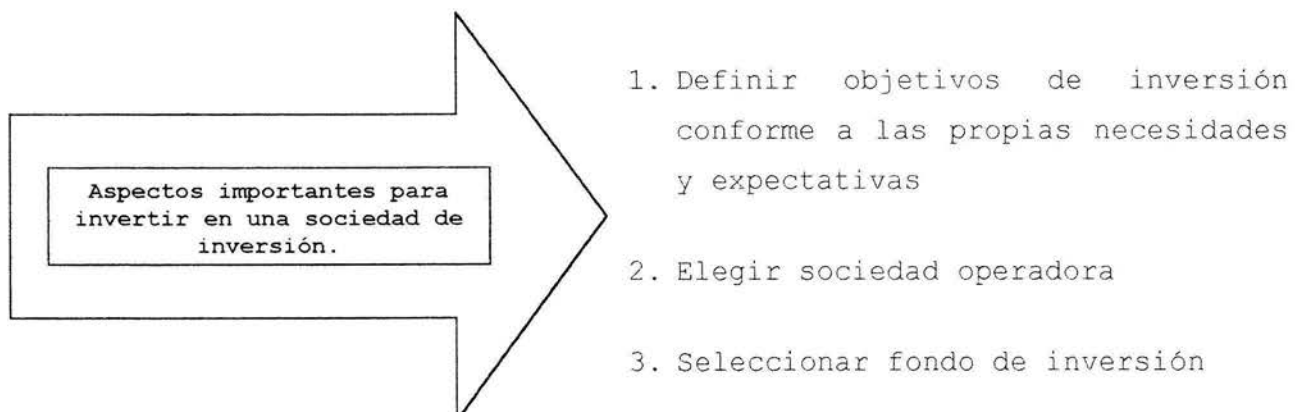 Aspectos importantes para
invertir en una sociedad de
inversión.
1. Definir objetivos de inversión
conforme a las propias necesidades
y expectativas
2. Elegir sociedad operadora
3. Seleccionar fondo de inversión